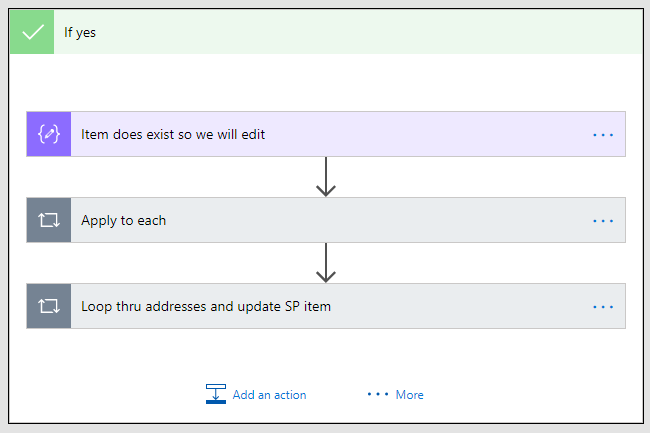 If yes
Item does exist so we will edit
Apply to each
Loop thru addresses and update SP item
Add an action
More